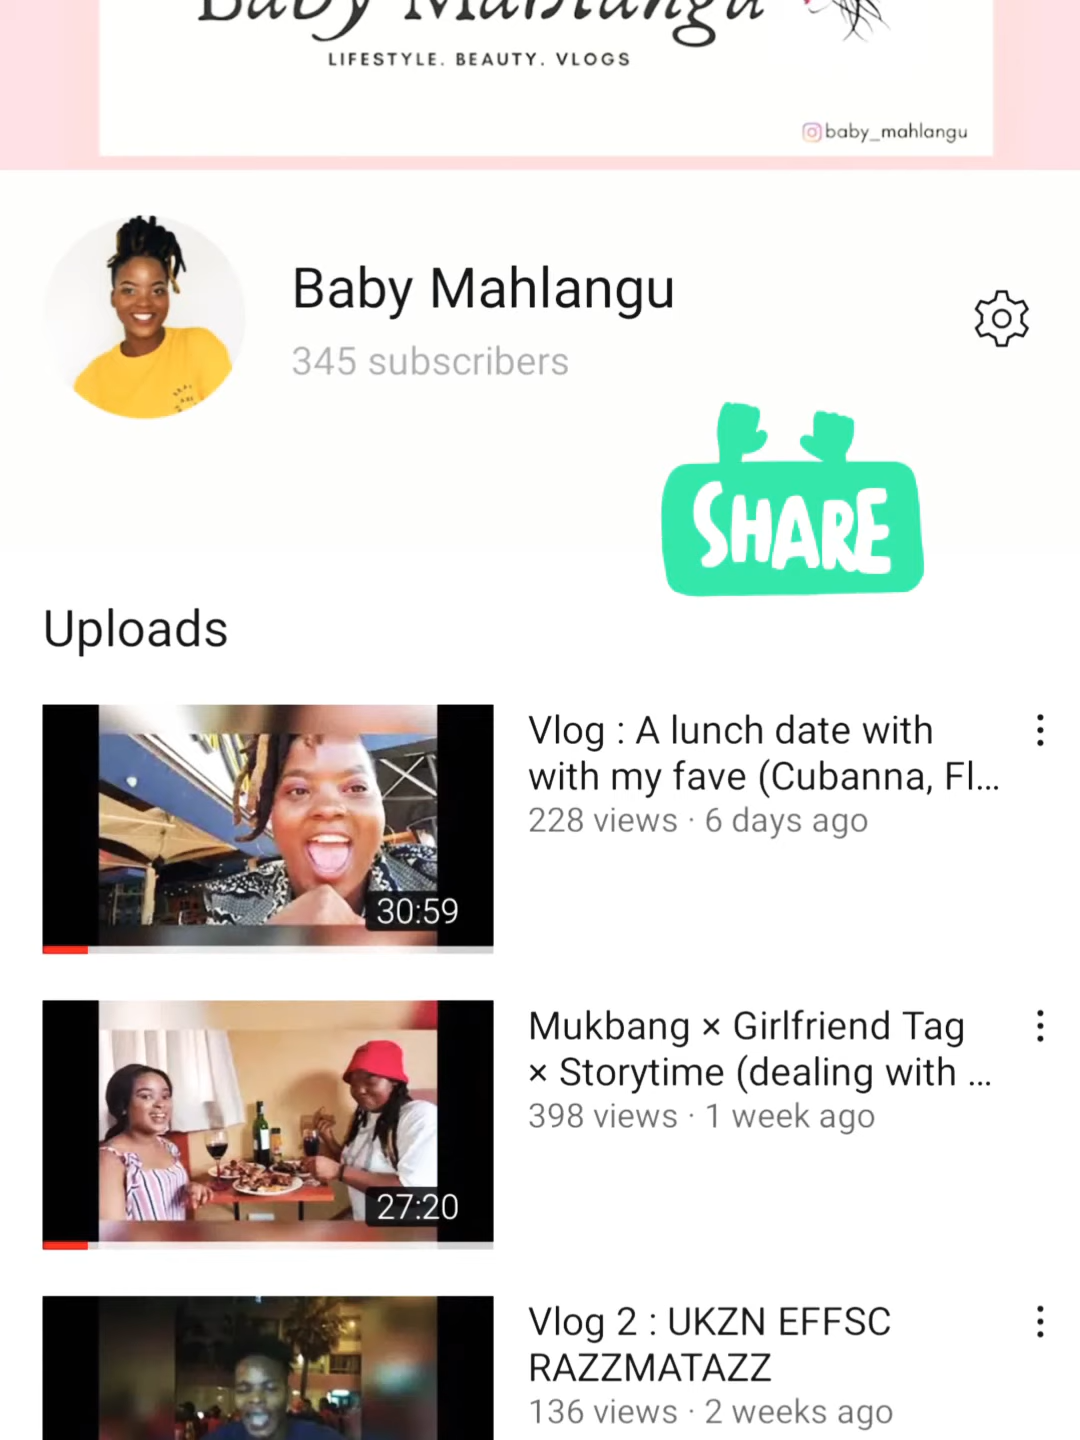 Baby Mahlangu
LIFESTYLE. BEAUTY. VLOGS
baby_mahlangu
Baby Mahlangu
345 subscribers
SHARE
Uploads
Vlog : A lunch date with
with my fave (Cubanna, Fl...
228 views · 6 days ago
30:59
Mukbang × Girlfriend Tag
× Storytime (dealing with ...
398 views · 1 week ago
27:20
Vlog 2 : UKZN EFFSC
RAZZMATAZZ
136 views · 2 weeks ago